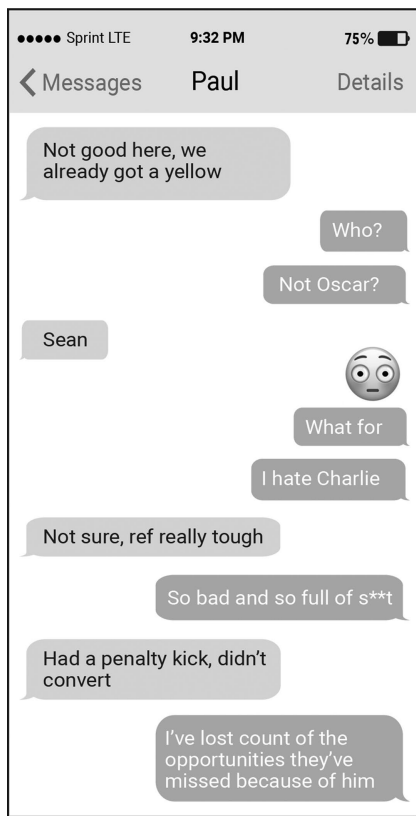 Sprint LTE 9:32 PM 75%
Messages Paul Details
Not good here, we
already got a yellow
Who?
Not Oscar?
Sean
What for
I hate Charlie
Not sure, ref really tough
So bad and so full of s**t
Had a penalty kick, didn’t
convert
I’ve lost count of the
opportunities they’ve
missed because of him